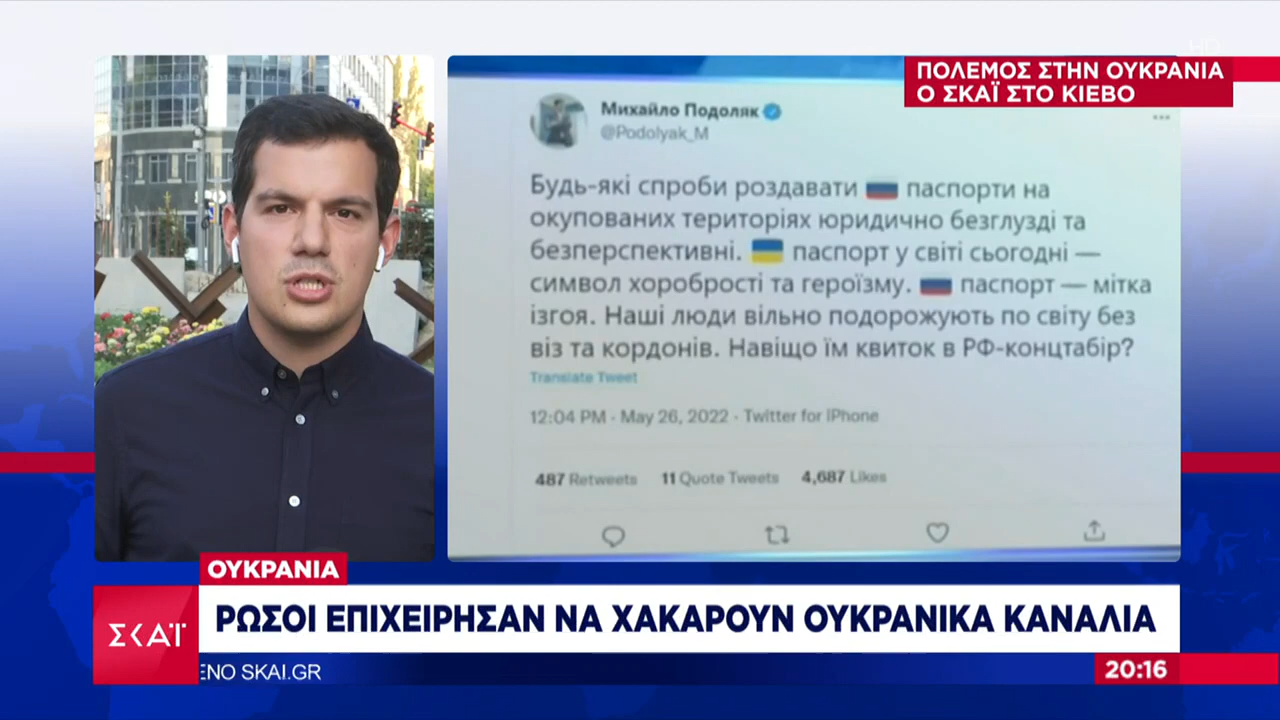 HD
ΠΟΛΕΜΟΣ ΣΤΗΝ ΟΥΚΡΑΝΙΑ
Ο ΣΚΑΪ ΣΤΟ ΚΙΕΒΟ
Михайло Подоляк
@Podolyak_M
Будь-які спроби роздавати 🇷🇺 паспорти на
окупованих територіях юридично безглузді та
безперспективні. 🇺🇦 паспорт у світі сьогодні —
символ хоробрості та героїзму. 🇷🇺 паспорт — мітка
ізгоя. Наші люди вільно подорожують по світу без
віз та кордонів. Навіщо їм квиток в РФ-концтабір?
Translate Tweet
12:04 PM · May 26, 2022 · Twitter for iPhone
487 Retweets 11 Quote Tweets 4,687 Likes
ΟΥΚΡΑΝΙΑ
ΣΚΑΪ
ΡΩΣΟΙ ΕΠΙΧΕΙΡΗΣΑΝ ΝΑ ΧΑΚΑΡΟΥΝ ΟΥΚΡΑΝΙΚΑ ΚΑΝΑΛΙΑ
ΕΝΟ SKAI.GR
20:16